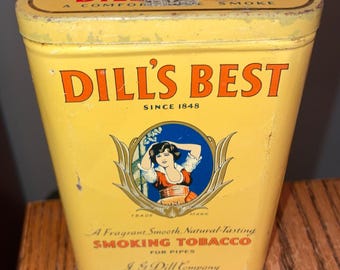 A COMFORT SMOKE
DILL'S BEST
SINCE 1848
TRADE MARK
A Fragrant, Smooth, Natural-Tasting
SMOKING TOBACCO
FOR PIPES
J. G. Dill Company